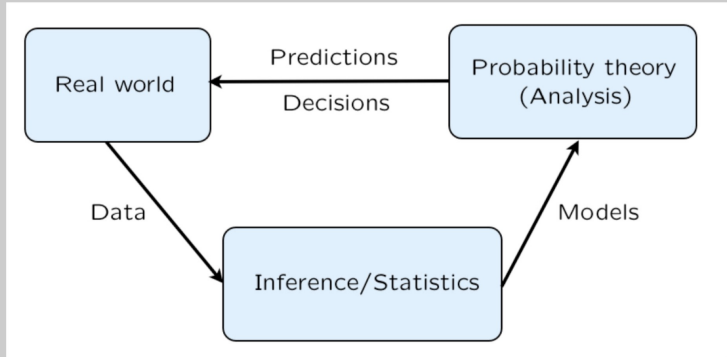 Predictions
Real world
Probability theory
(Analysis)
Decisions
Data
Models
Inference/Statistics